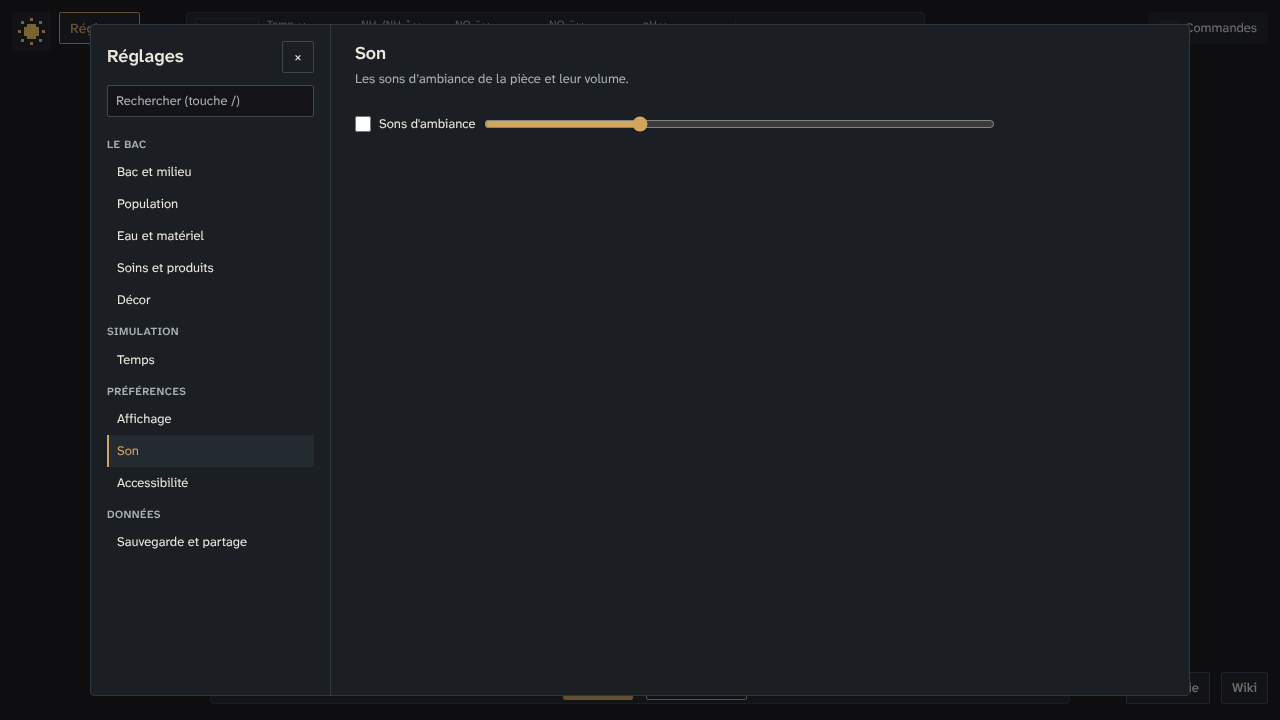 Réglages
×
Rechercher (touche /)
LE BAC
Bac et milieu
Population
Eau et matériel
Soins et produits
Décor
SIMULATION
Temps
PRÉFÉRENCES
Affichage
Son
Accessibilité
DONNÉES
Sauvegarde et partage
Son
Les sons d'ambiance de la pièce et leur volume.
Sons d'ambiance
Commandes
Wiki